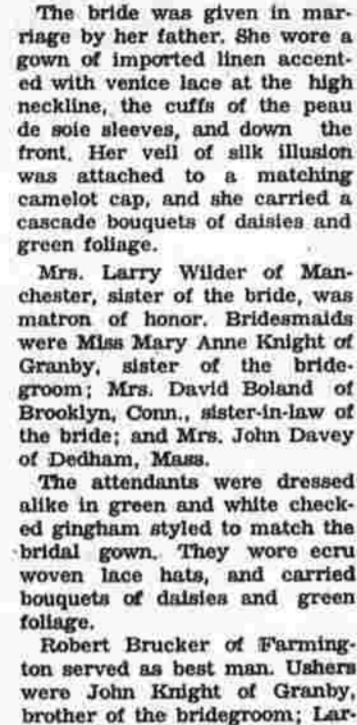 The bride was given in mar-
riage by her father. She wore a
gown of imported linen accent-
ed with venice lace at the high
neckline, the cuffs of the peau
de soie sleeves, and down the
front. Her veil of silk illusion
was attached to a matching
camelot cap, and she carried a
cascade bouquets of daisies and
green foliage.
Mrs. Larry Wilder of Man-
chester, sister of the bride, was
matron of honor. Bridesmaids
were Miss Mary Anne Knight of
Granby, sister of the bride-
groom; Mrs. David Boland of
Brooklyn, Conn., sister-in-law of
the bride; and Mrs. John Davey
of Dedham, Mass.
The attendants were dressed
alike in green and white check-
ed gingham styled to match the
bridal gown. They wore ecru
woven lace hats, and carried
bouquets of daisies and green
foliage.
Robert Brucker of Farming-
ton served as best man. Ushers
were John Knight of Granby,
brother of the bridegroom; Lar-